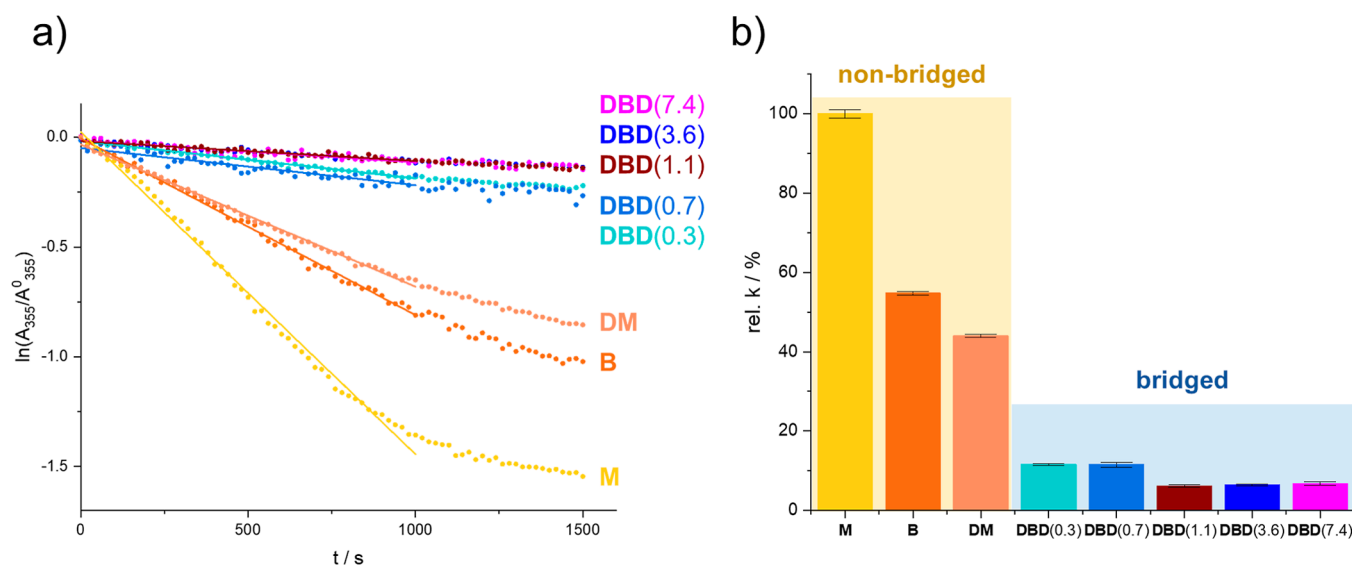 a)
DBD(7.4)
DBD(3.6)
DBD(1.1)
DBD(0.7)
DBD(0.3)
DM
B
M
0.0
-0.5
-1.0
-1.5
ln(A₃₅₅/A⁰₃₅₅)
0
500
1000
1500
t / s
b)
non-bridged
bridged
100
80
60
40
20
0
rel. k / %
M B DM DBD(0.3) DBD(0.7) DBD(1.1) DBD(3.6) DBD(7.4)